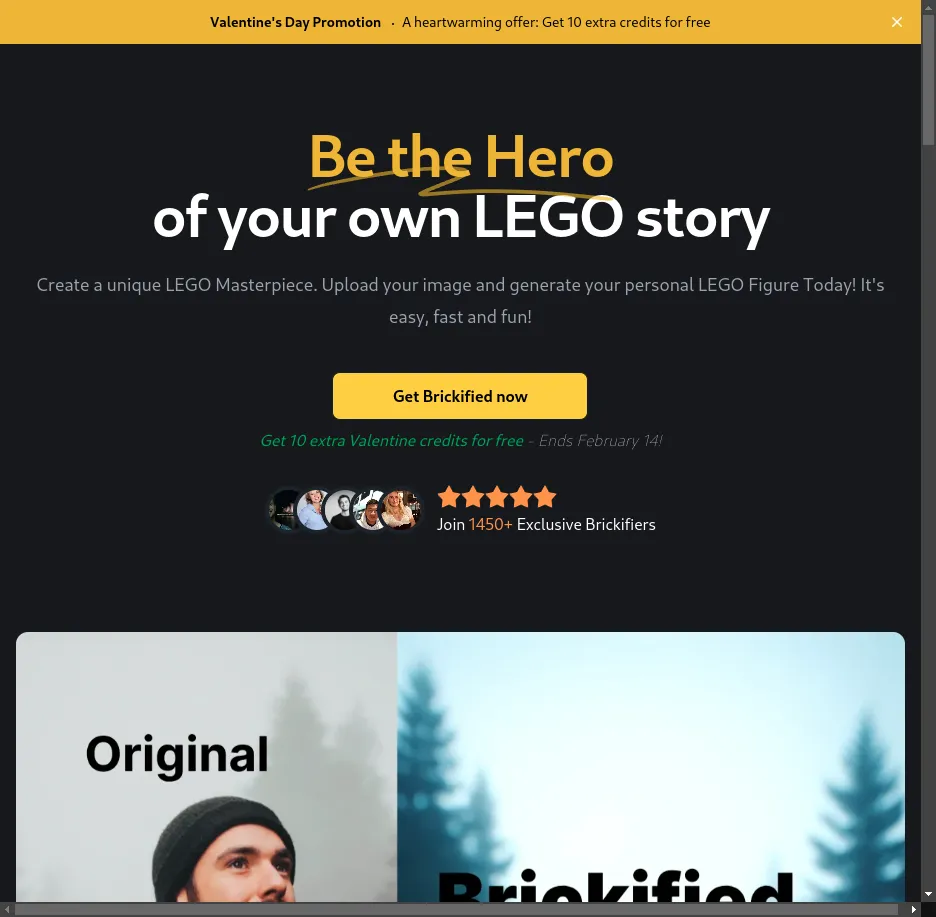 Valentine's Day Promotion · A heartwarming offer: Get 10 extra credits for free
Be the Hero
of your own LEGO story
Create a unique LEGO Masterpiece. Upload your image and generate your personal LEGO Figure Today! It's
easy, fast and fun!
Get Brickified now
Get 10 extra Valentine credits for free - Ends February 14!
Join 1450+ Exclusive Brickifiers
Original
Brickified